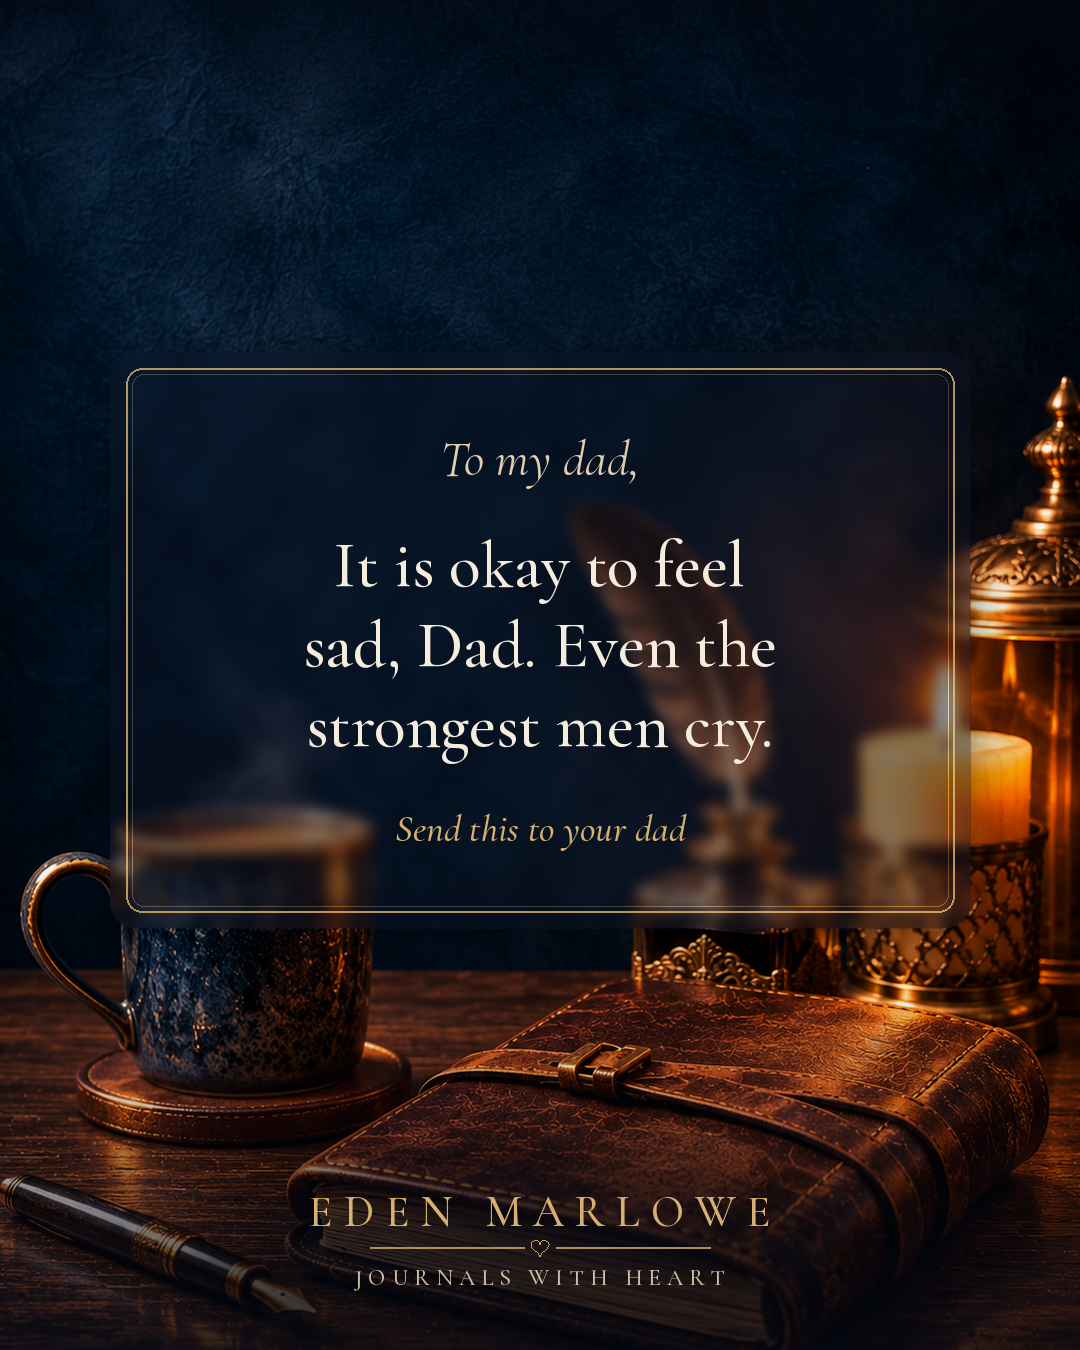 To my dad,
It is okay to feel
sad, Dad. Even the
strongest men cry.
Send this to your dad
EDEN MARLOWE
JOURNALS WITH HEART